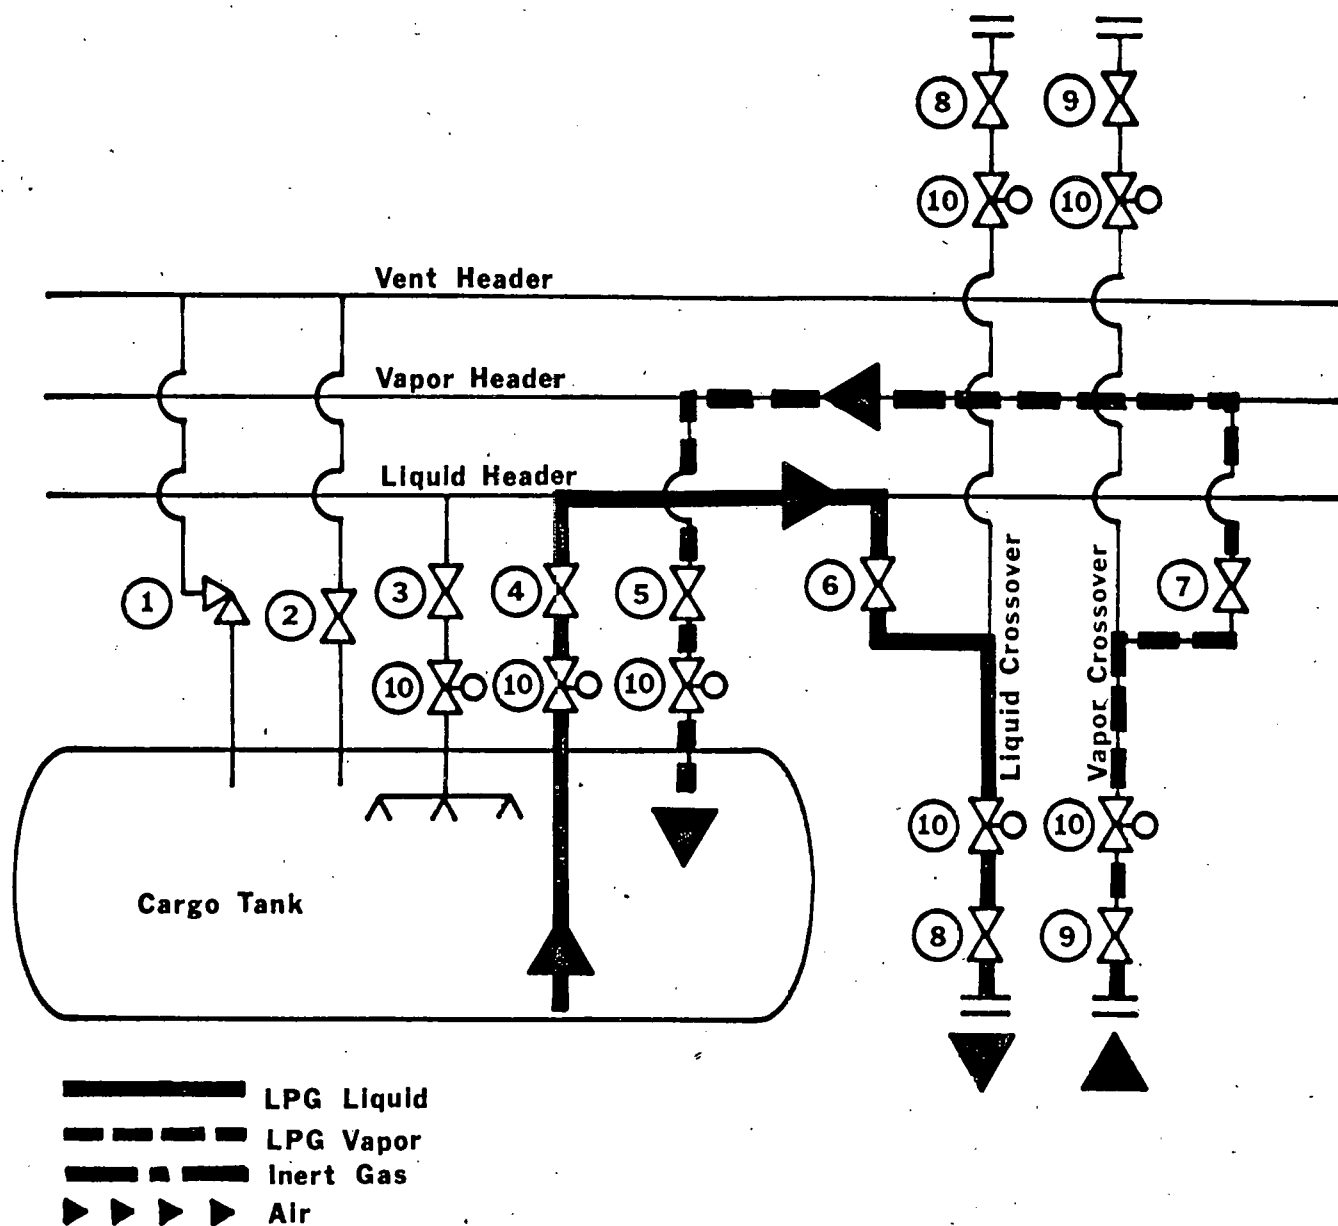 8 9
10 10
Vent Header
Vapor Header
Liquid Header
1 2 3 4 5 6 7
10 10 10
Liquid Crossover
Vapor Crossover
10 10
Cargo Tank
8 9
LPG Liquid
LPG Vapor
Inert Gas
Air